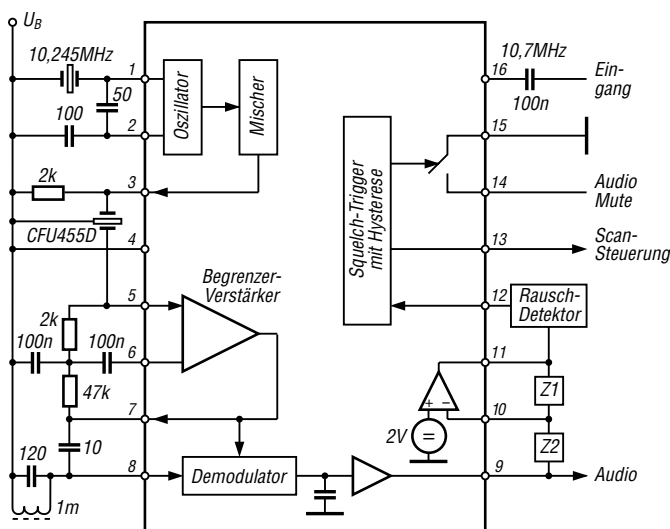 UB
10,245MHz
1
50
100
2
Oszillator
Mischer
16
10,7MHz
100n
Ein-
gang
15
2k
3
CFU455D
4
Squelch-Trigger
mit Hysterese
14
Audio
Mute
13
Scan-
Steuerung
12
Rausch-
Detektor
5
Begrenzer-
Verstärker
2k
100n
100n
6
47k
7
11
Z1
+ −
10
2V
=
Z2
120
10
8
Demodulator
9
Audio
1m